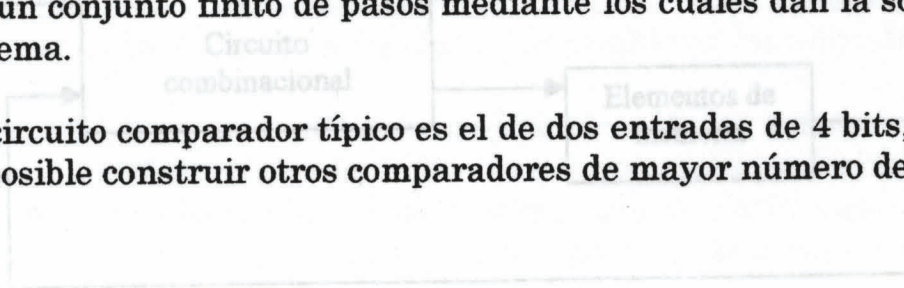 un conjunto finito de pasos mediante los cuales dan la so
ema.
Circuito
combinacional
Elementos de
circuito comparador típico es el de dos entradas de 4 bits,
osible construir otros comparadores de mayor número de